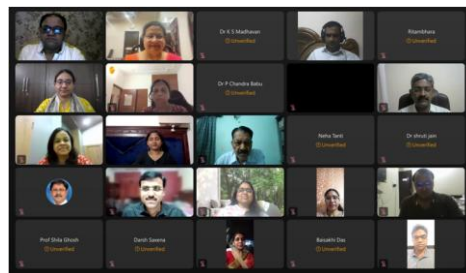 Dr K S Madhavan
Unverified
Ritambhara
Unverified
Dr P Chandra Babu
Unverified
Neha Tanti
Unverified
Dr shruti jain
Unverified
Prof.Shila Ghosh
Unverified
Danish Saxena
Unverified
Baisakhi Das
Unverified